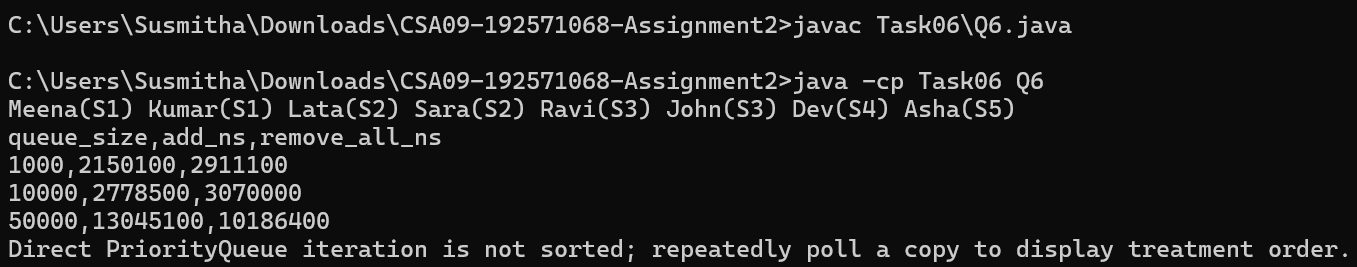 C:\Users\Susmitha\Downloads\CSA09-192571068-Assignment2>javac Task06\Q6.java
C:\Users\Susmitha\Downloads\CSA09-192571068-Assignment2>java -cp Task06 Q6
Meena(S1) Kumar(S1) Lata(S2) Sara(S2) Ravi(S3) John(S3) Dev(S4) Asha(S5)
queue_size,add_ns,remove_all_ns
1000,2150100,2911100
10000,2778500,3070000
50000,13045100,10186400
Direct PriorityQueue iteration is not sorted; repeatedly poll a copy to display treatment order.